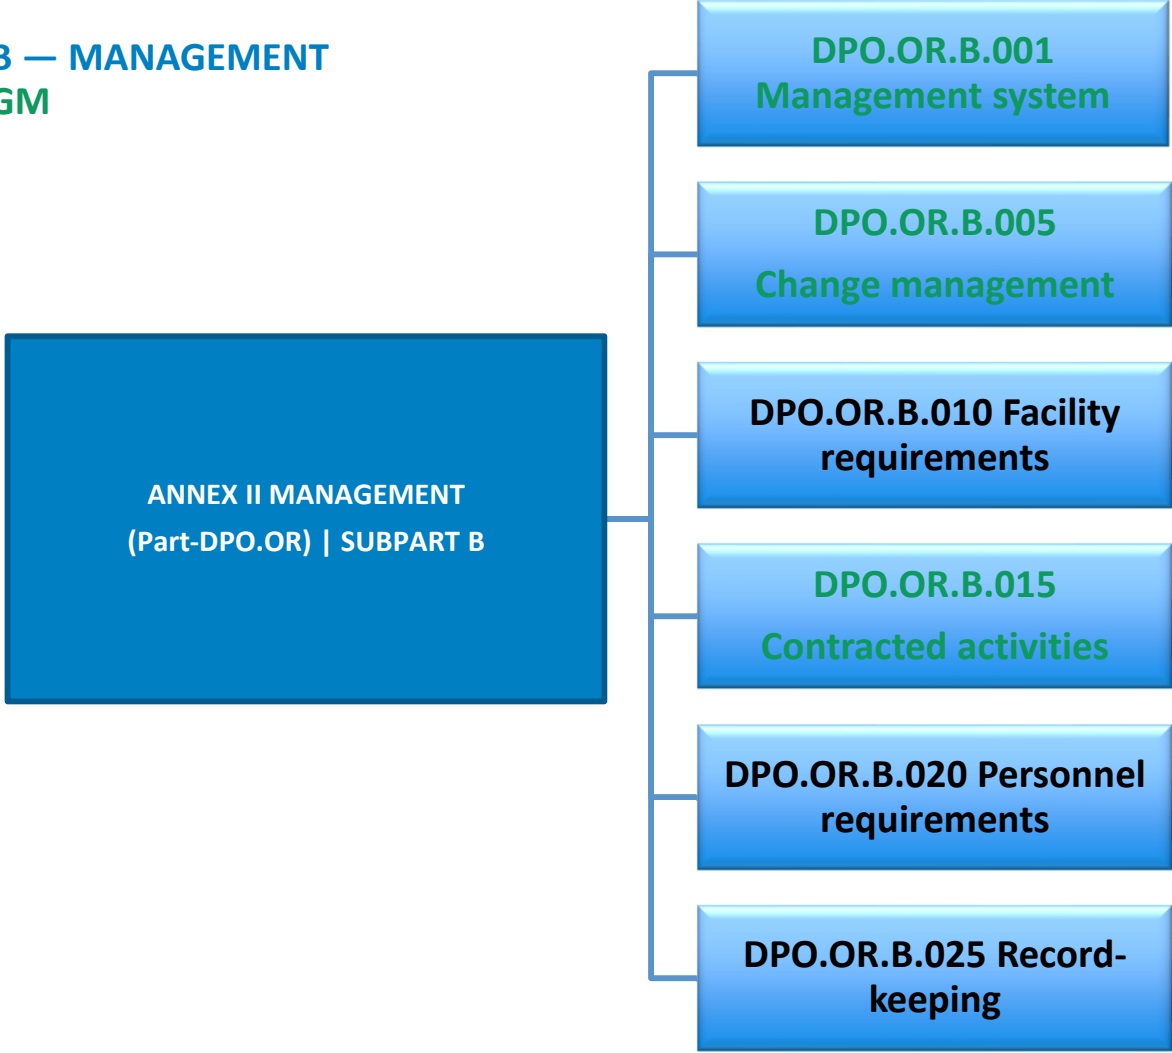 B — MANAGEMENT
GM
DPO.OR.B.001
Management system
DPO.OR.B.005
Change management
DPO.OR.B.010 Facility
requirements
ANNEX II MANAGEMENT
(Part-DPO.OR) | SUBPART B
DPO.OR.B.015
Contracted activities
DPO.OR.B.020 Personnel
requirements
DPO.OR.B.025 Record-
keeping